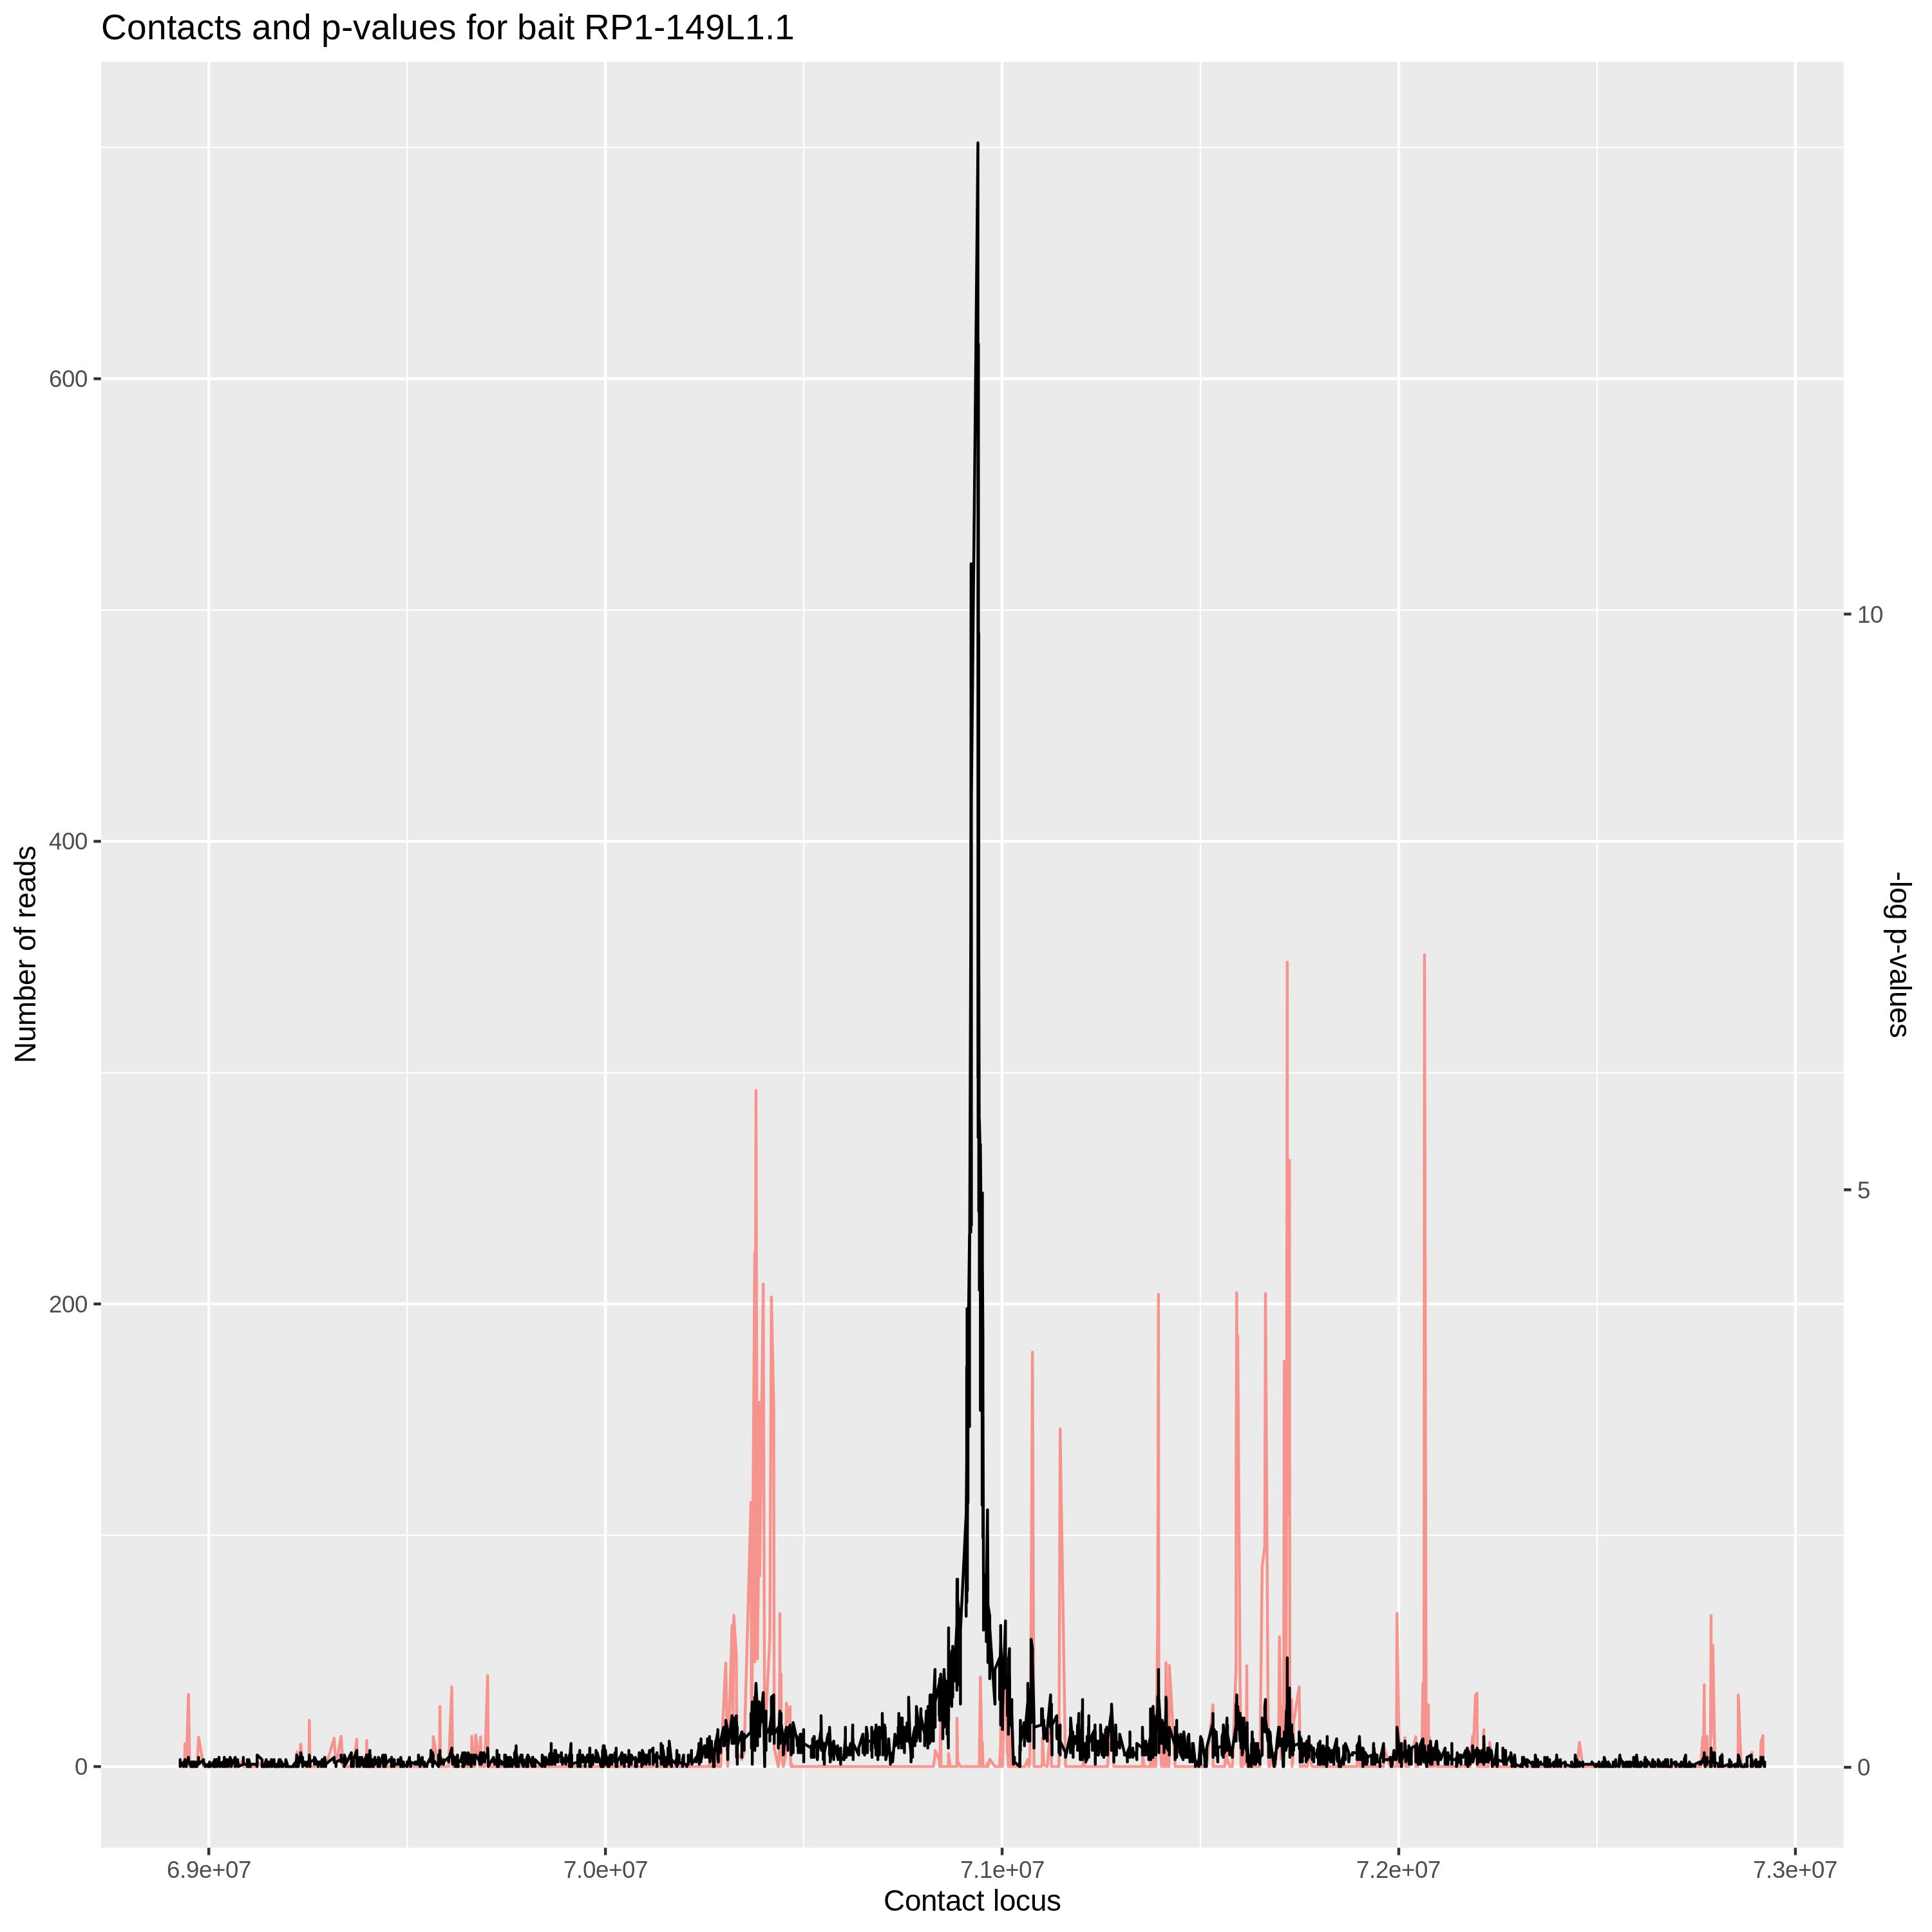 Contacts and p-values for bait RP1-149L1.1
Number of reads
600
400
200
0
10
5
0
-log p-values
6.9e+07
7.0e+07
7.1e+07
7.2e+07
7.3e+07
Contact locus